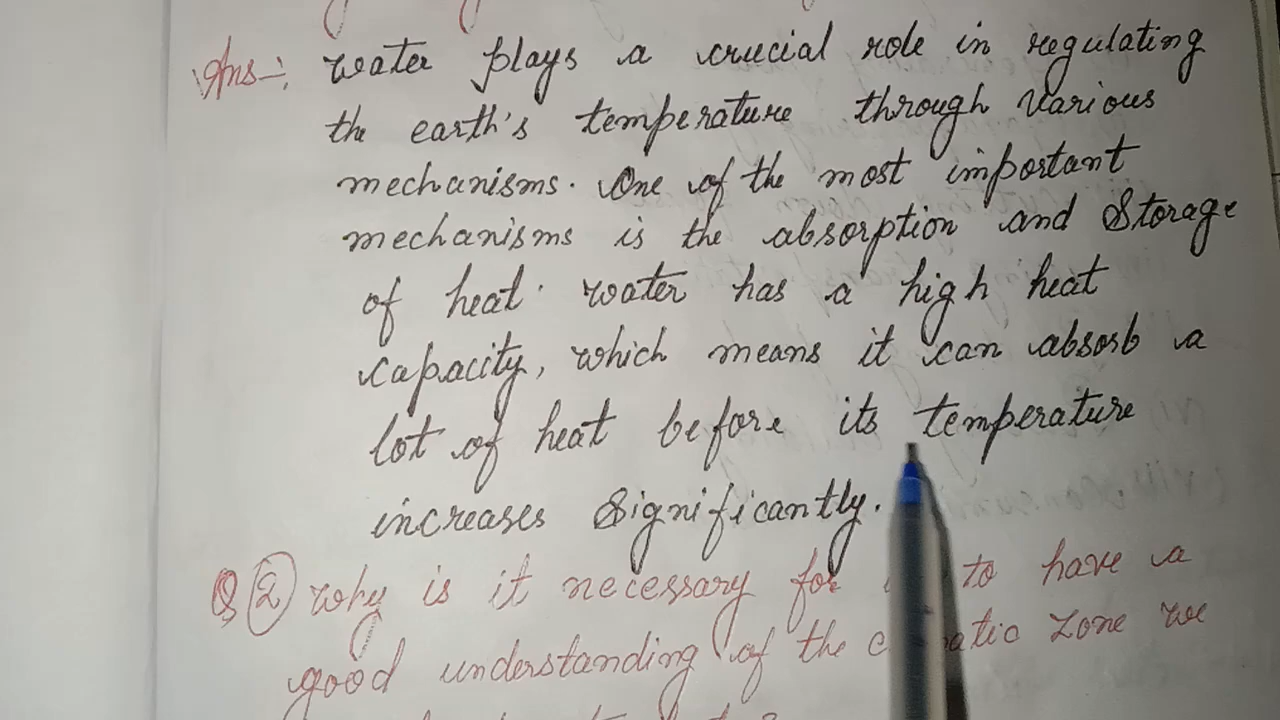 Ans-: water plays a crucial role in regulating
the earth's temperature through various
mechanisms. One of the most important
mechanisms is the absorption and Storage
of heat. water has a high heat
capacity, which means it can absorb a
lot of heat before its temperature
increases Significantly.
Q (2) why is it necessary for to have a
good understanding of the zone we